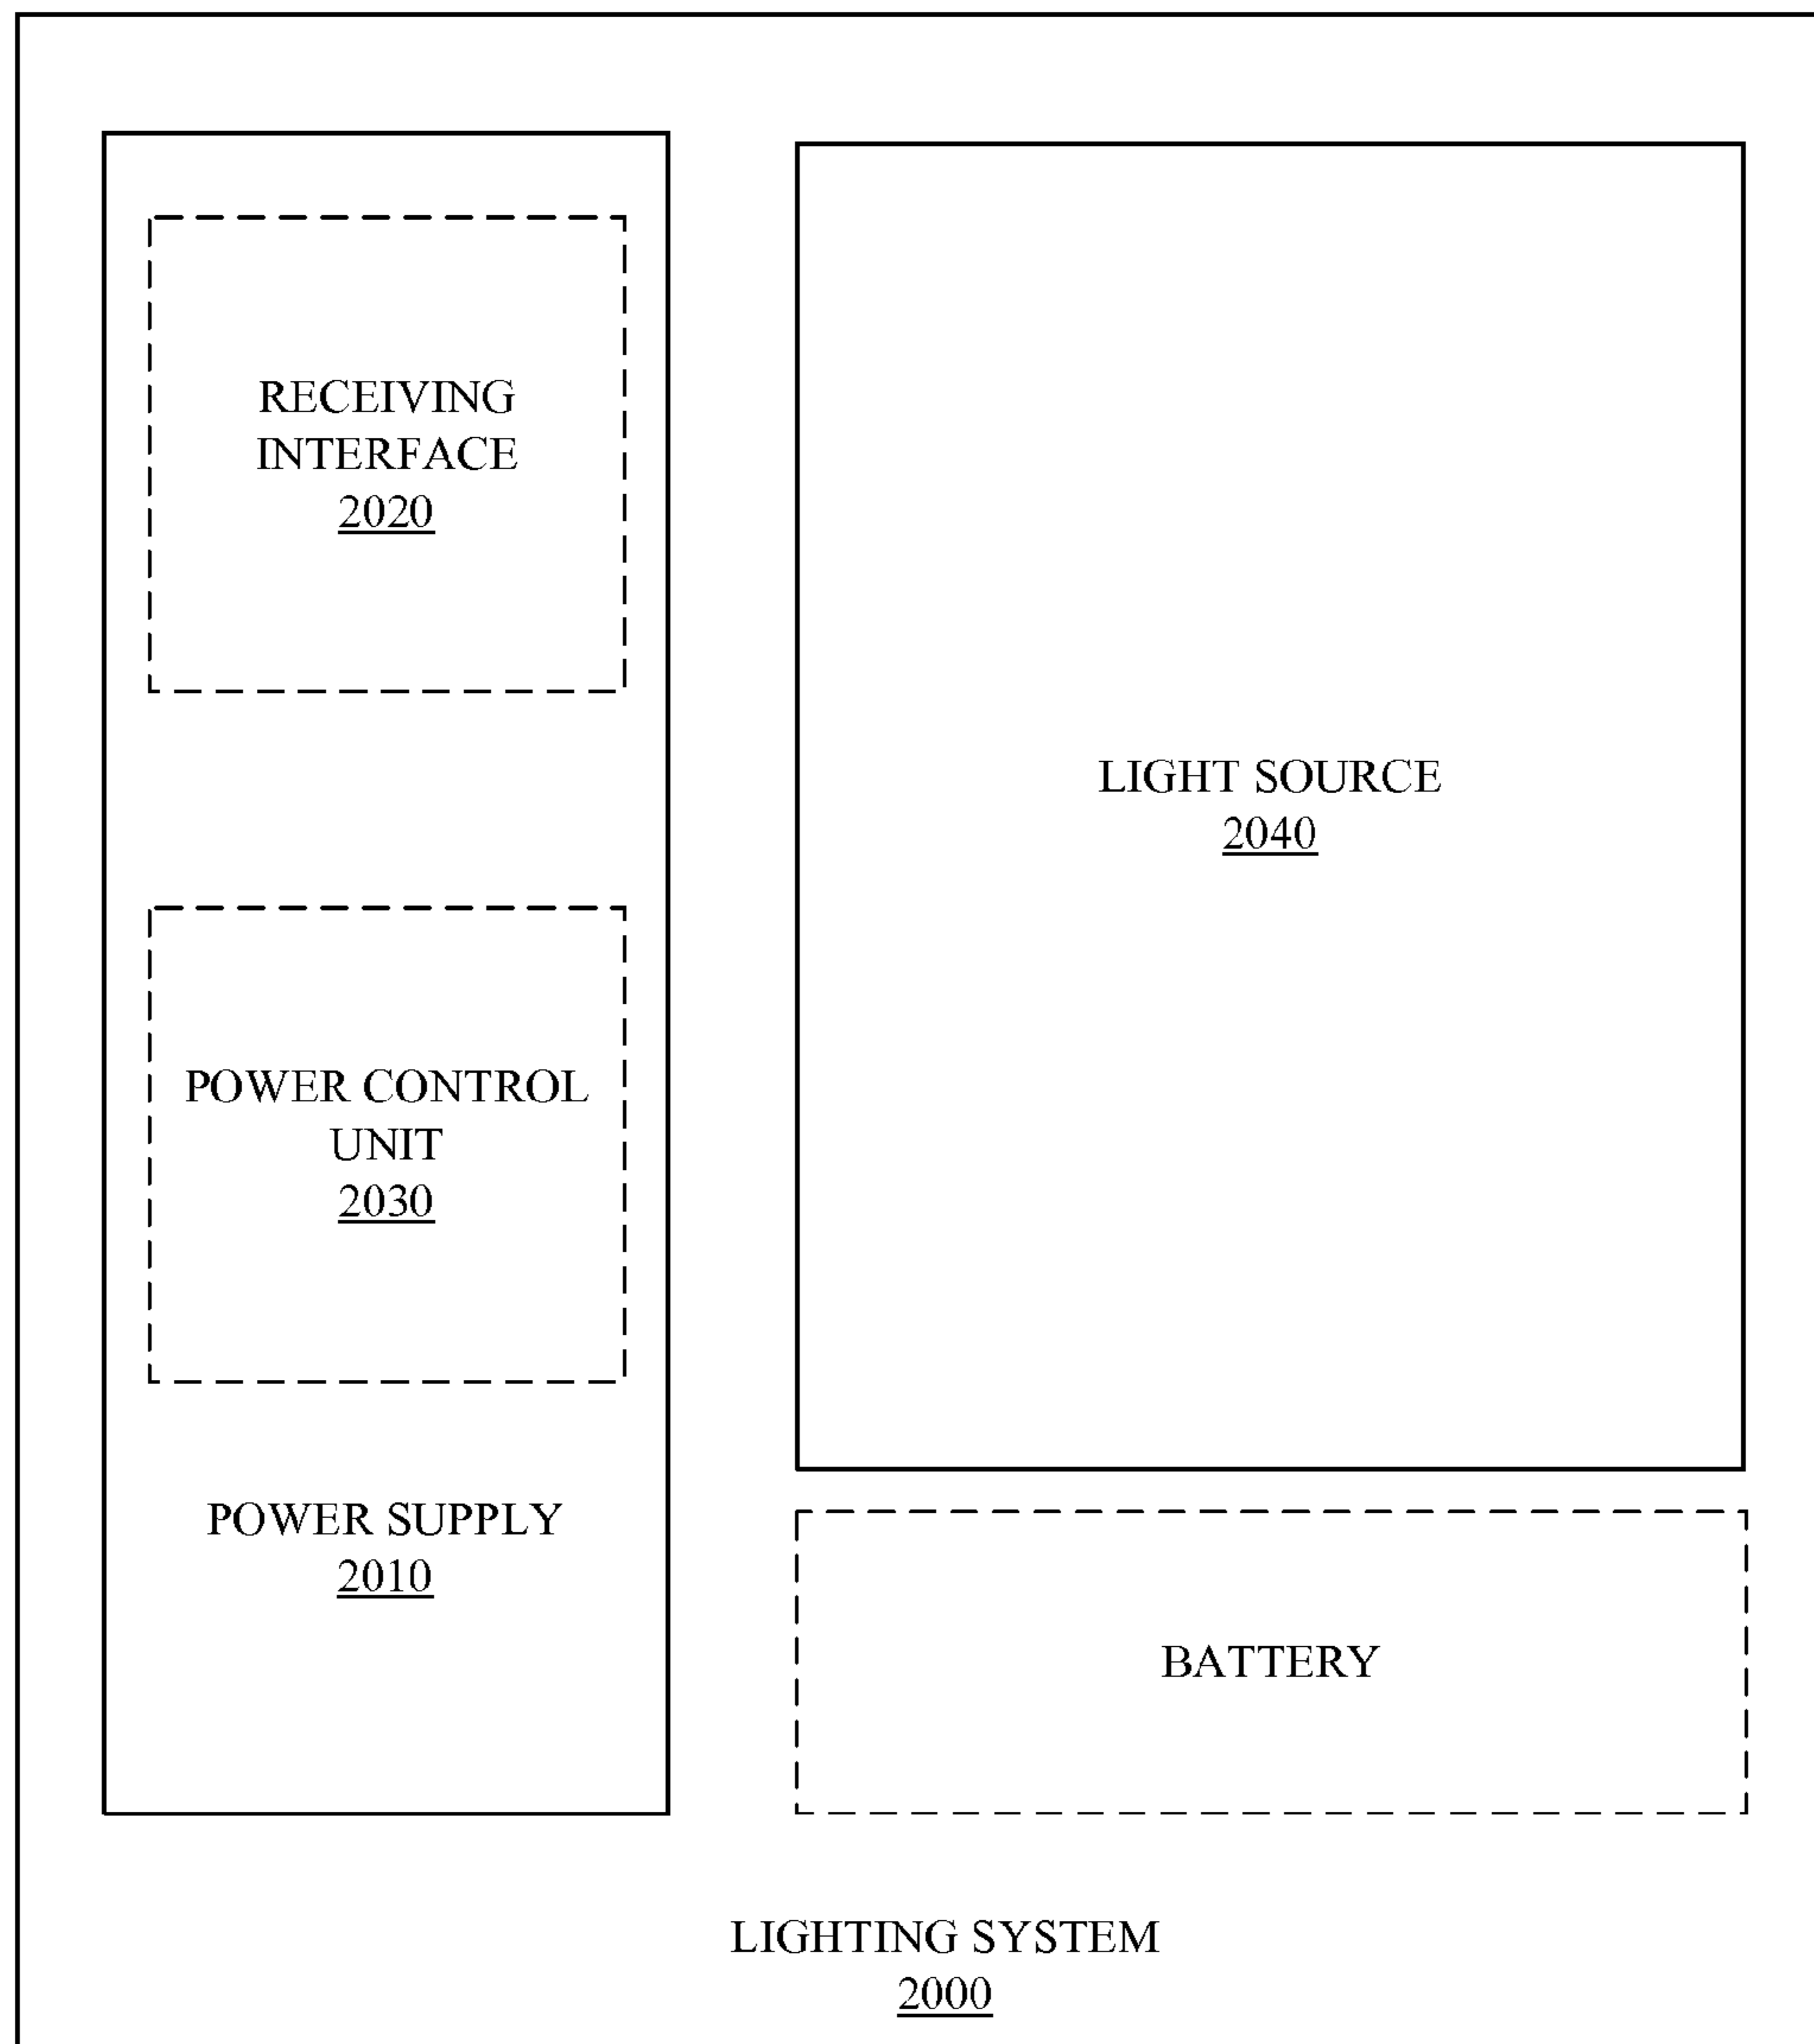 RECEIVING
INTERFACE
2020
POWER CONTROL
UNIT
2030
POWER SUPPLY
2010
LIGHT SOURCE
2040
BATTERY
LIGHTING SYSTEM
2000